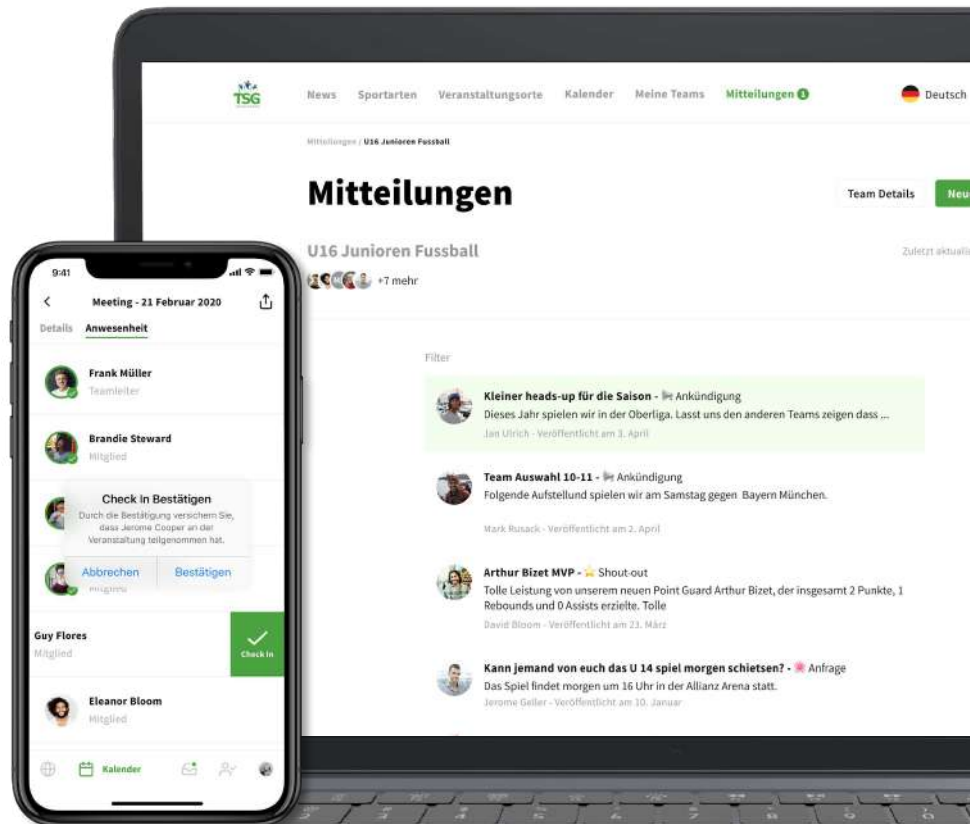 TSG
News Sportarten Veranstaltungsorte Kalender Meine Teams Mitteilungen 1
Deutsch
Mitteilungen / U16 Junioren Fussball
Mitteilungen
Team Details
U16 Junioren Fussball
Zuletzt
+7 mehr
Filter
Kleiner heads-up für die Saison - Ankündigung
Dieses Jahr spielen wir in der Oberliga. Lasst uns den anderen Teams zeigen dass ...
Jan Ulrich - Veröffentlicht am 3. April
Team Auswahl 10-11 - Ankündigung
Folgende Aufstellund spielen wir am Samstag gegen Bayern München.
Mark Rusack - Veröffentlicht am 2. April
Arthur Bizet MVP - Shout-out
Tolle Leistung von unserem neuen Point Guard Arthur Bizet, der insgesamt 2 Punkte, 1
Rebounds und 0 Assists erzielte. Tolle
David Bloom - Veröffentlicht am 23. März
Kann jemand von euch das U 14 spiel morgen schietsen? - Anfrage
Das Spiel findet morgen um 16 Uhr in der Allianz Arena statt.
Jerome Geller - Veröffentlicht am 10. Januar
9:41
Meeting - 21 Februar 2020
Details Anwesenheit
Frank Müller
Teamleiter
Brandie Steward
Mitglied
Check In Bestätigen
Durch die Bestätigung versichern Sie,
dass Jerome Cooper an der
Veranstaltung teilgenommen hat.
Abbrechen Bestätigen
Mitglied
Guy Flores
Mitglied
Check In
Eleanor Bloom
Mitglied
Kalender